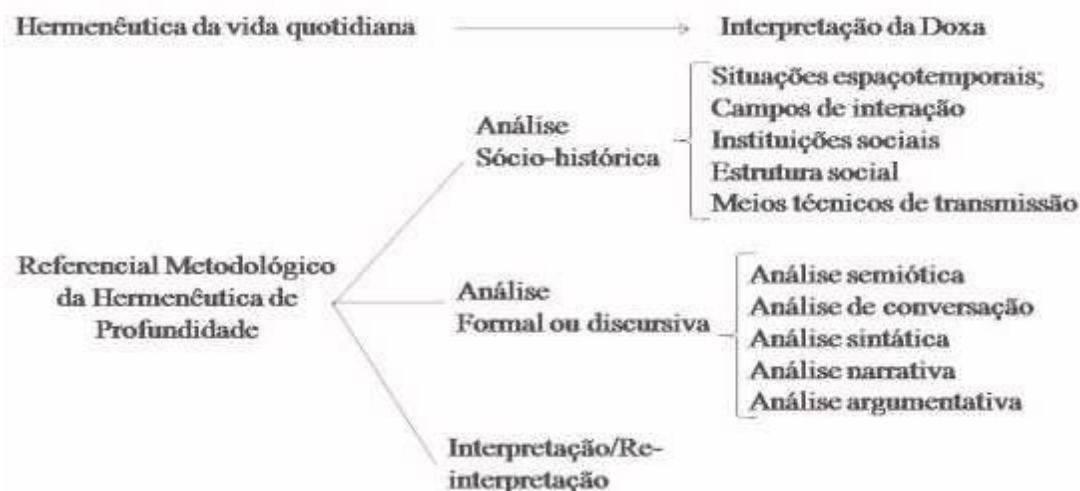 Hermenêutica da vida quotidiana
Interpretação da Doxa
Análise
Sócio-histórica
Situações espaçotemporais;
Campos de interação
Instituições sociais
Estrutura social
Meios técnicos de transmissão
Referencial Metodológico
da Hermenêutica de
Profundidade
Análise
Formal ou discursiva
Análise semiótica
Análise de conversação
Análise sintática
Análise narrativa
Análise argumentativa
Interpretação/Re-
interpretação